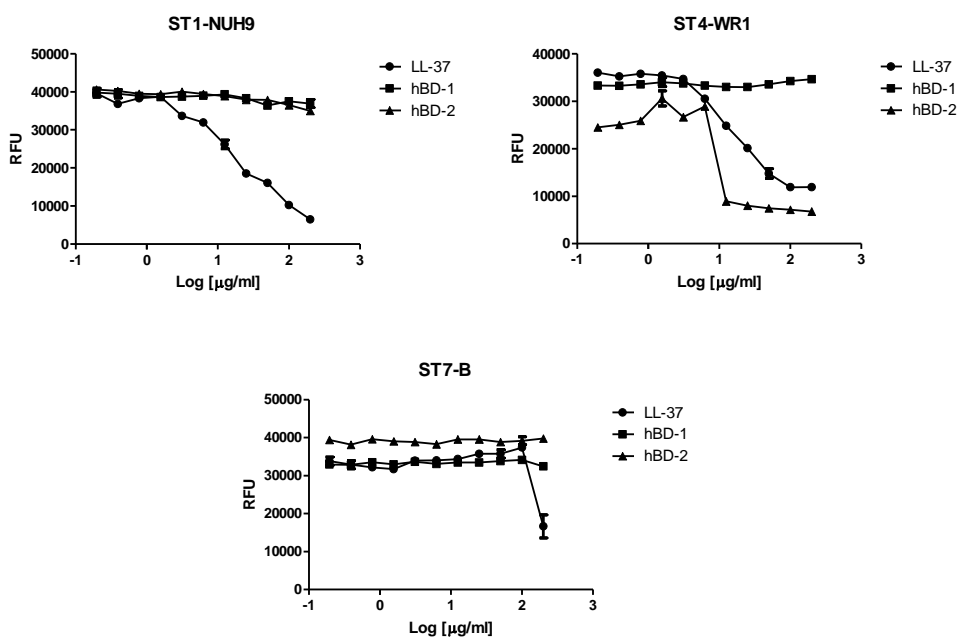 ST1-NUH9
50000
40000
30000
20000
10000
0
RFU
-1 0 1 2 3
Log [μg/ml]
LL-37
hBD-1
hBD-2
ST4-WR1
40000
30000
20000
10000
0
RFU
-1 0 1 2 3
Log [μg/ml]
LL-37
hBD-1
hBD-2
ST7-B
50000
40000
30000
20000
10000
0
RFU
-1 0 1 2 3
Log [μg/ml]
LL-37
hBD-1
hBD-2